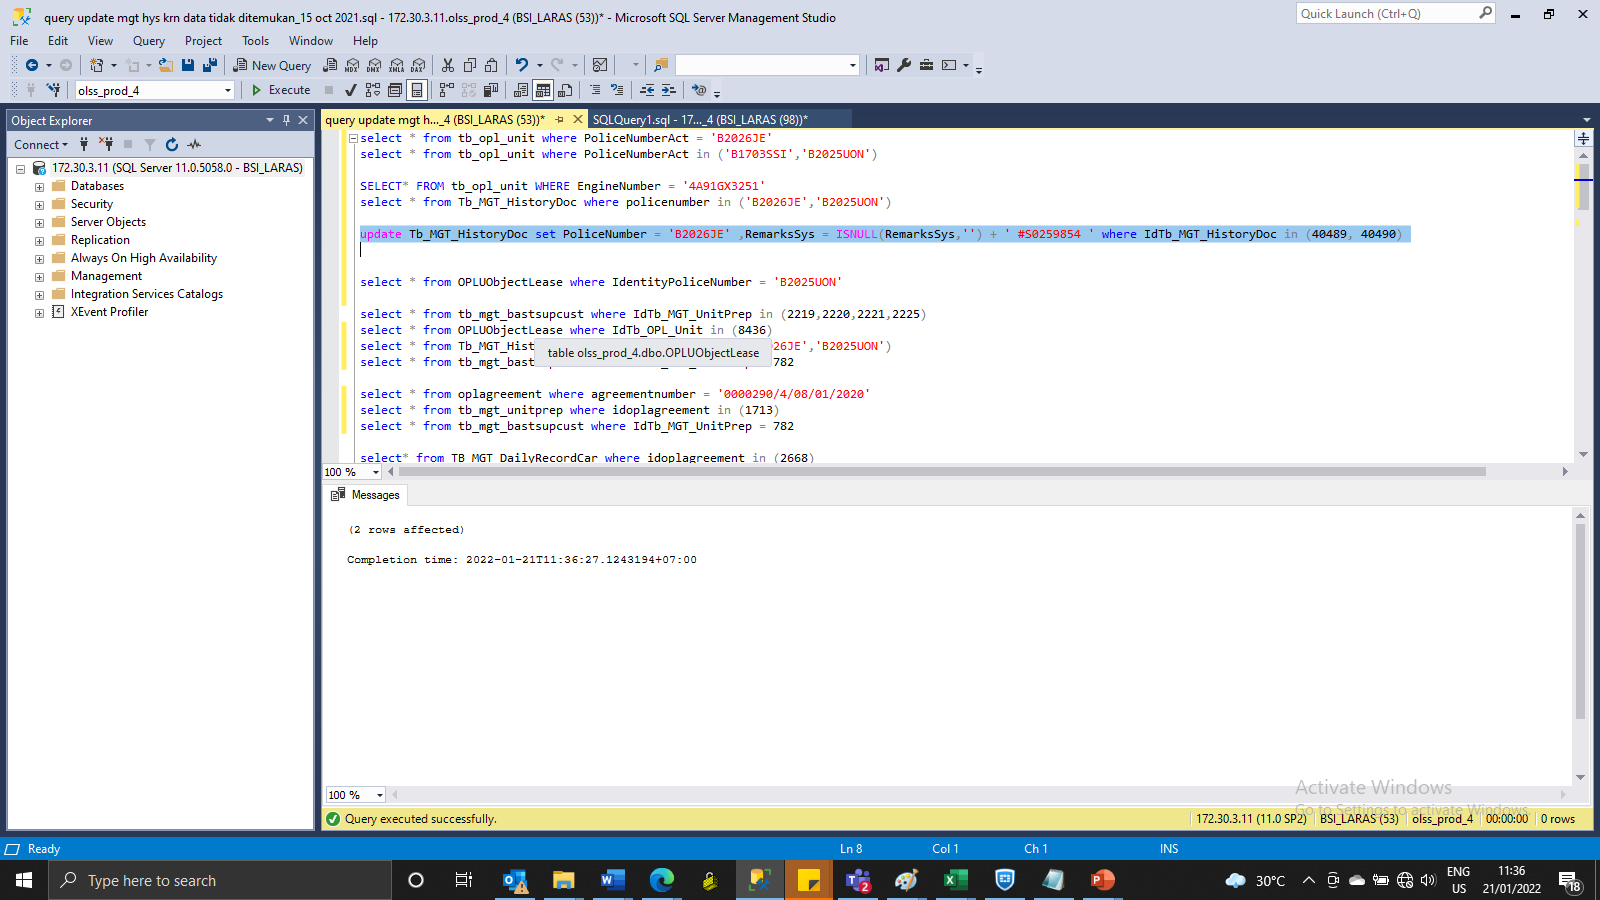 query update mgt hys krn data tidak ditemukan_15 oct 2021.sql - 172.30.3.11.olss_prod_4 (BSI_LARAS (53))* - Microsoft SQL Server Management Studio
Quick Launch (Ctrl+Q)
File Edit View Query Project Tools Window Help
New Query
MDX DMX XMLA DAX
olss_prod_4
Execute
Object Explorer
Connect
172.30.3.11 (SQL Server 11.0.5058.0 - BSI_LARAS)
Databases
Security
Server Objects
Replication
Always On High Availability
Management
Integration Services Catalogs
XEvent Profiler
query update mgt h..._4 (BSI_LARAS (53))*
SQLQuery1.sql - 17..._4 (BSI_LARAS (98))*
select * from tb_opl_unit where PoliceNumberAct = 'B2026JE'
select * from tb_opl_unit where PoliceNumberAct in ('B1703SSI','B2025UON')
SELECT* FROM tb_opl_unit WHERE EngineNumber = '4A91GX3251'
select * from Tb_MGT_HistoryDoc where policenumber in ('B2026JE','B2025UON')
update Tb_MGT_HistoryDoc set PoliceNumber = 'B2026JE' ,RemarksSys = ISNULL(RemarksSys,'') + ' #S0259854 ' where IdTb_MGT_HistoryDoc in (40489, 40490)
select * from OPLUObjectLease where IdentityPoliceNumber = 'B2025UON'
select * from tb_mgt_bastsupcust where IdTb_MGT_UnitPrep in (2219,2220,2221,2225)
select * from OPLUObjectLease where IdTb_OPL_Unit in (8436)
select * from Tb_MGT_Hist 26JE','B2025UON')
table olss_prod_4.dbo.OPLUObjectLease
select * from tb_mgt_bast 782
select * from oplagreement where agreementnumber = '0000290/4/08/01/2020'
select * from tb_mgt_unitprep where idoplagreement in (1713)
select * from tb_mgt_bastsupcust where IdTb_MGT_UnitPrep = 782
select* from TB_MGT_DailyRecordCar where idoplagreement in (2668)
100 %
Messages
(2 rows affected)
Completion time: 2022-01-21T11:36:27.1243194+07:00
100 %
Activate Windows
Go to Settings to activate Windows.
Query executed successfully.
172.30.3.11 (11.0 SP2) BSI_LARAS (53) olss_prod_4 00:00:00 0 rows
Ready
Ln 8 Col 1 Ch 1 INS
Type here to search
2
30°C
ENG
US
11:36
21/01/2022
18